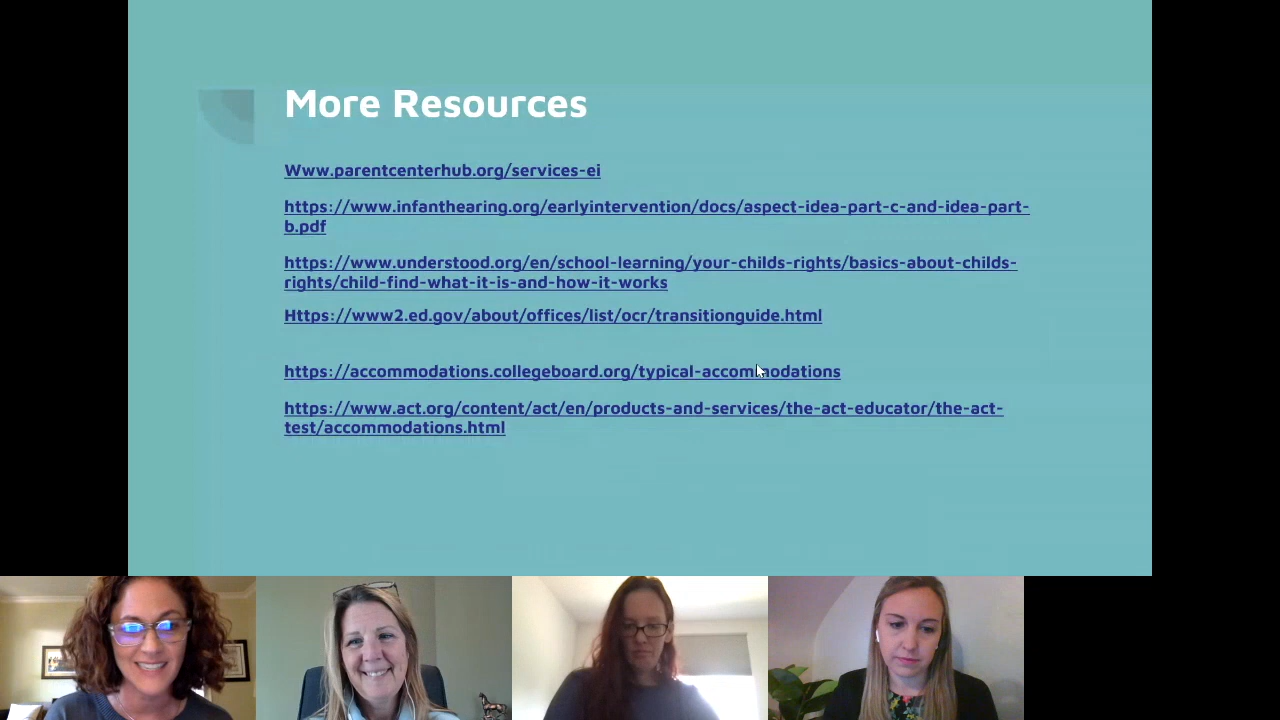 More Resources
Www.parentcenterhub.org/services-ei
https://www.infanthearing.org/earlyintervention/docs/aspect-idea-part-c-and-idea-part-
b.pdf
https://www.understood.org/en/school-learning/your-childs-rights/basics-about-childs-
rights/child-find-what-it-is-and-how-it-works
Https://www2.ed.gov/about/offices/list/ocr/transitionguide.html
https://accommodations.collegeboard.org/typical-accommodations
https://www.act.org/content/act/en/products-and-services/the-act-educator/the-act-
test/accommodations.html